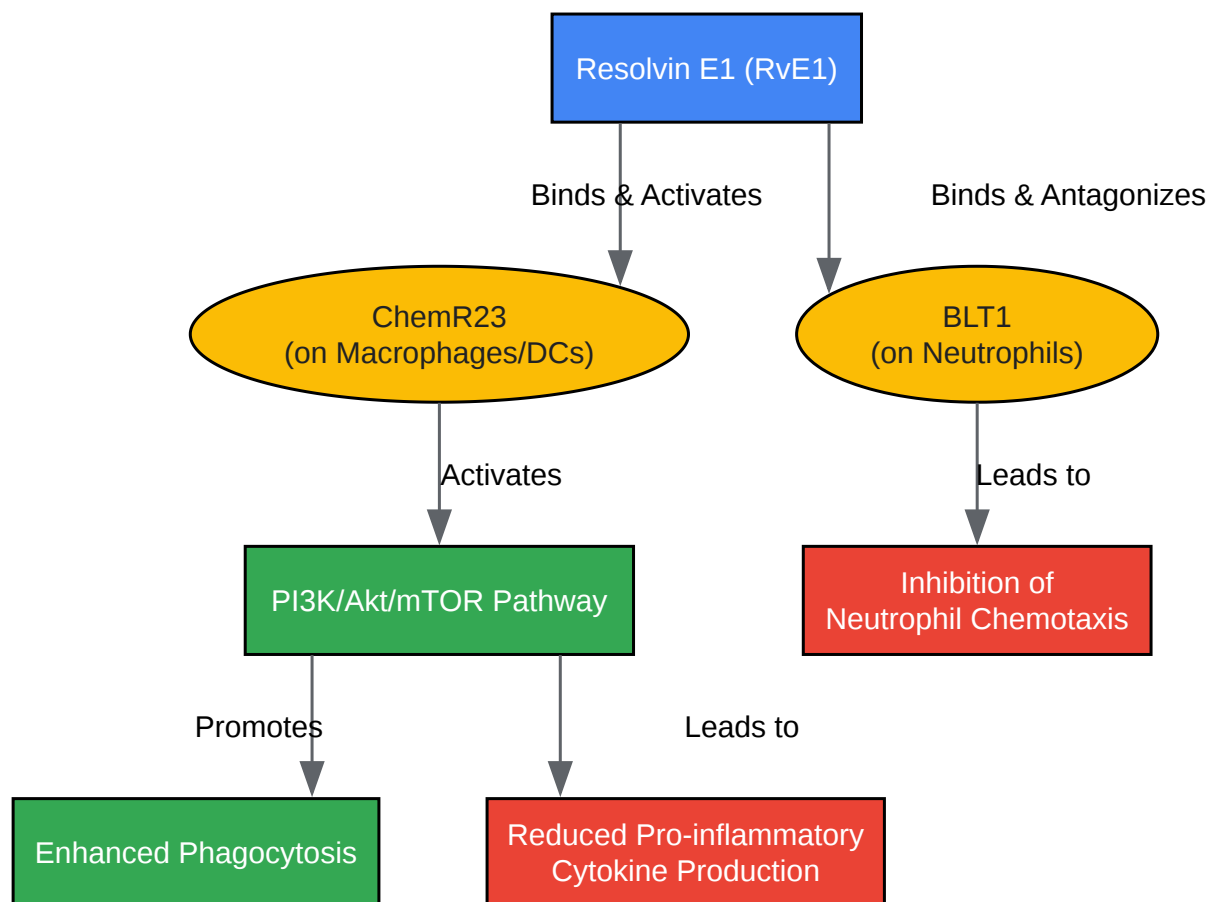 Resolvin E1 (RvE1)
Binds & Activates
Binds & Antagonizes
ChemR23
(on Macrophages/DCs)
BLT1
(on Neutrophils)
Activates
Leads to
PI3K/Akt/mTOR Pathway
Inhibition of
Neutrophil Chemotaxis
Promotes
Leads to
Enhanced Phagocytosis
Reduced Pro-inflammatory
Cytokine Production